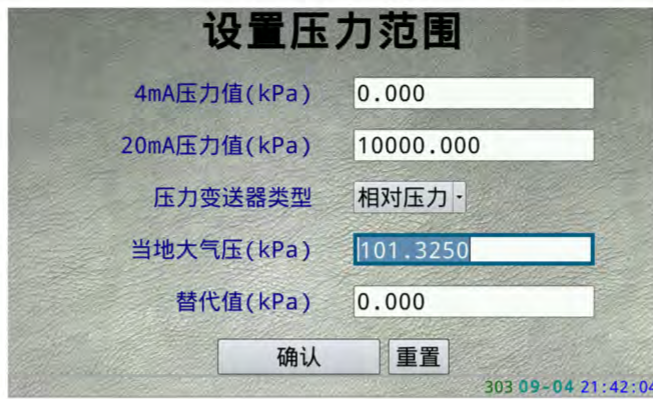 设置压力范围
4mA压力值(kPa) 0.000
20mA压力值(kPa) 10000.000
压力变送器类型 相对压力
当地大气压(kPa) 101.3250
替代值(kPa) 0.000
确认 重置
303 09-04 21:42:04